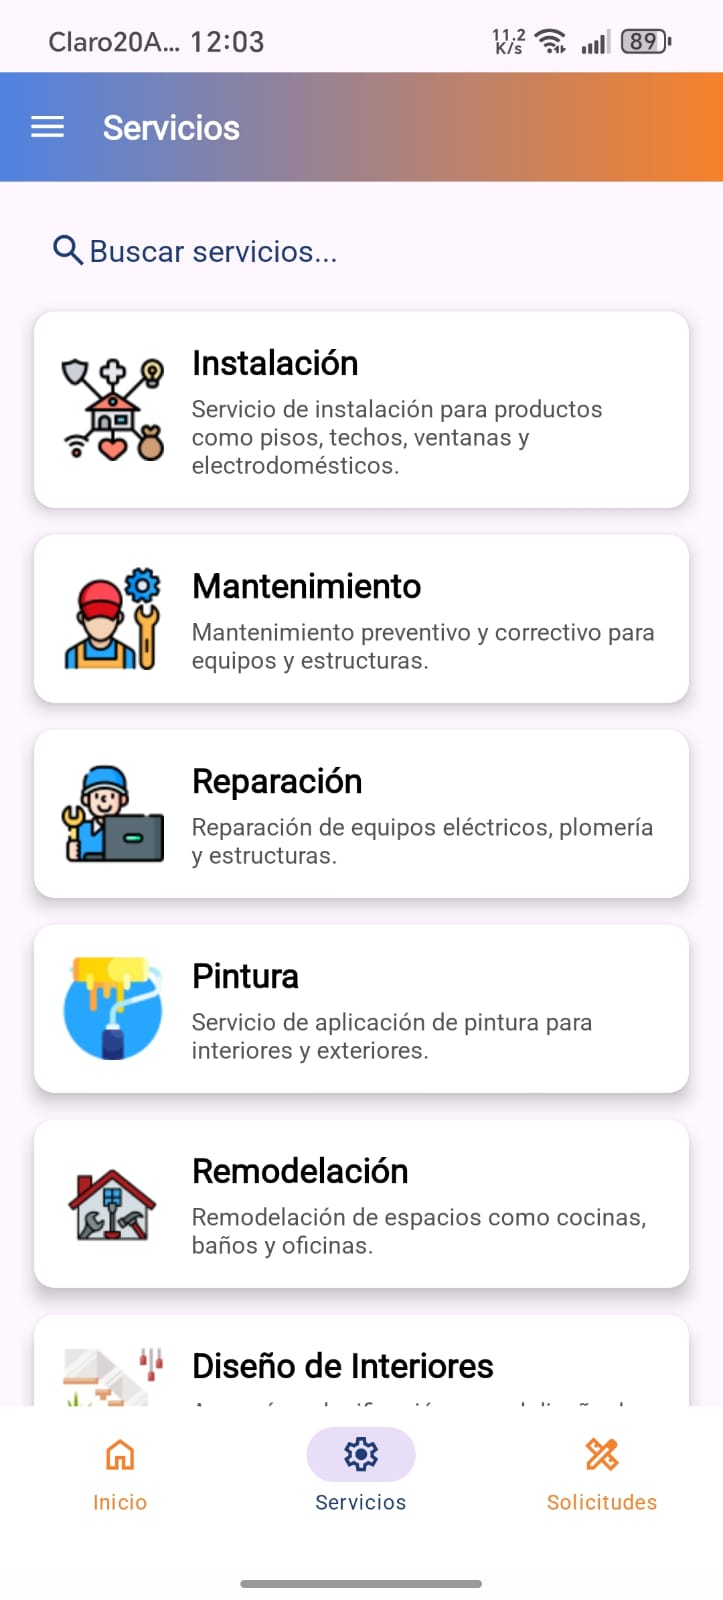 Claro20A... 12:03
11.2
K/s
89
Servicios
Buscar servicios...
Instalación
Servicio de instalación para productos
como pisos, techos, ventanas y
electrodomésticos.
Mantenimiento
Mantenimiento preventivo y correctivo para
equipos y estructuras.
Reparación
Reparación de equipos eléctricos, plomería
y estructuras.
Pintura
Servicio de aplicación de pintura para
interiores y exteriores.
Remodelación
Remodelación de espacios como cocinas,
baños y oficinas.
Diseño de Interiores
Inicio
Servicios
Solicitudes